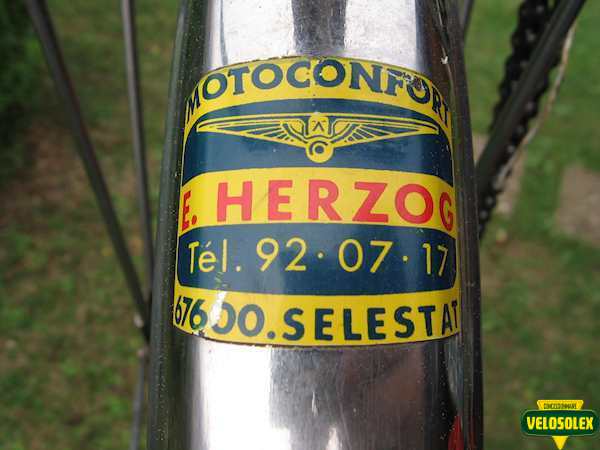 MOTOCONFORT
E. HERZOG
Tél. 92·07·17
67600.SELESTAT
CONCESSIONNAIRE
VELOSOLEX